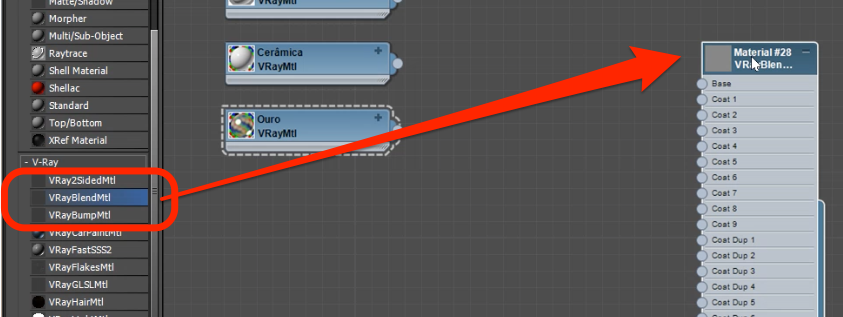 Matte/Shadow
Morpher
Multi/Sub-Object
Raytrace
Shell Material
Shellac
Standard
Top/Bottom
XRef Material
- V-Ray
VRay2SidedMtl
VRayBlendMtl
VRayBumpMtl
VRayCarPaintMtl
VRayFastSSS2
VRayFlakesMtl
VRayGLSLMtl
VRayHairMtl
VRayMtl
Cerâmica
VRayMtl
Ouro
VRayMtl
Material #28
VRayBlen...
Base
Coat 1
Coat 2
Coat 3
Coat 4
Coat 5
Coat 6
Coat 7
Coat 8
Coat 9
Coat Dup 1
Coat Dup 2
Coat Dup 3
Coat Dup 4
Coat Dup 5